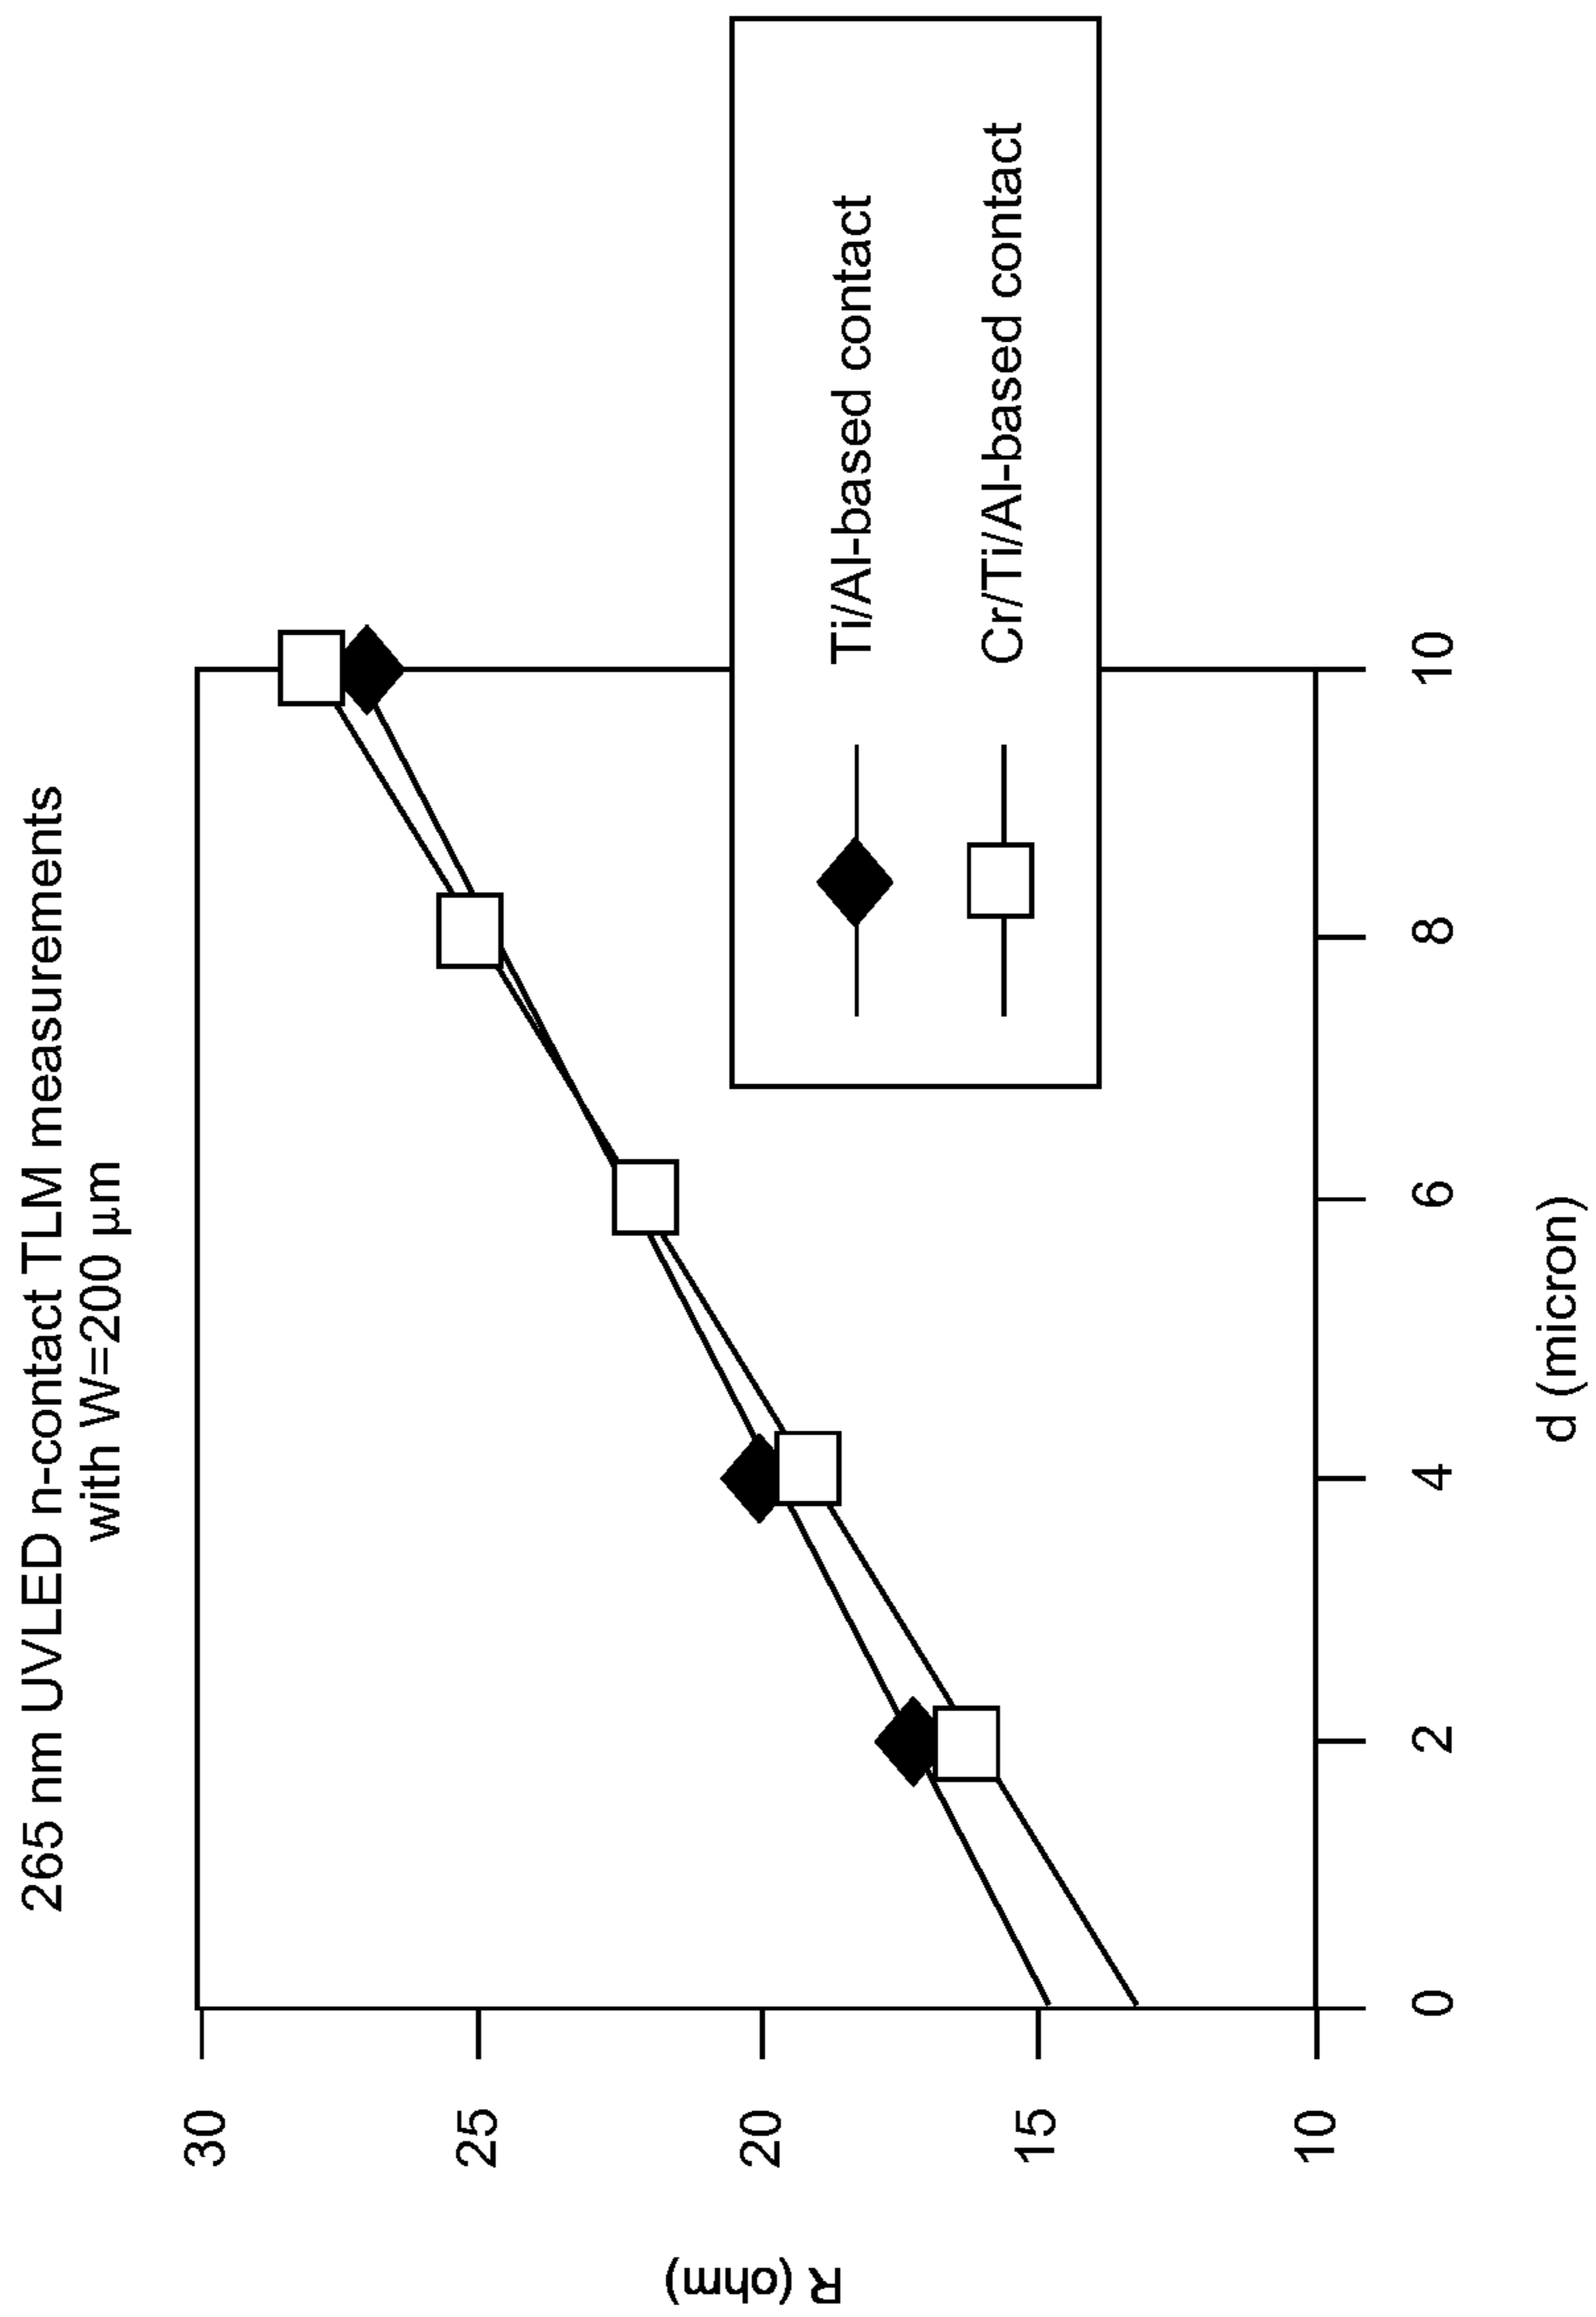 265 nm UVLED n-contact TLM measurements
with W=200 µm
R (ohm)
30
25
20
15
10
0
2
4
6
8
10
d (micron)
Ti/Al-based contact
Cr/Ti/Al-based contact